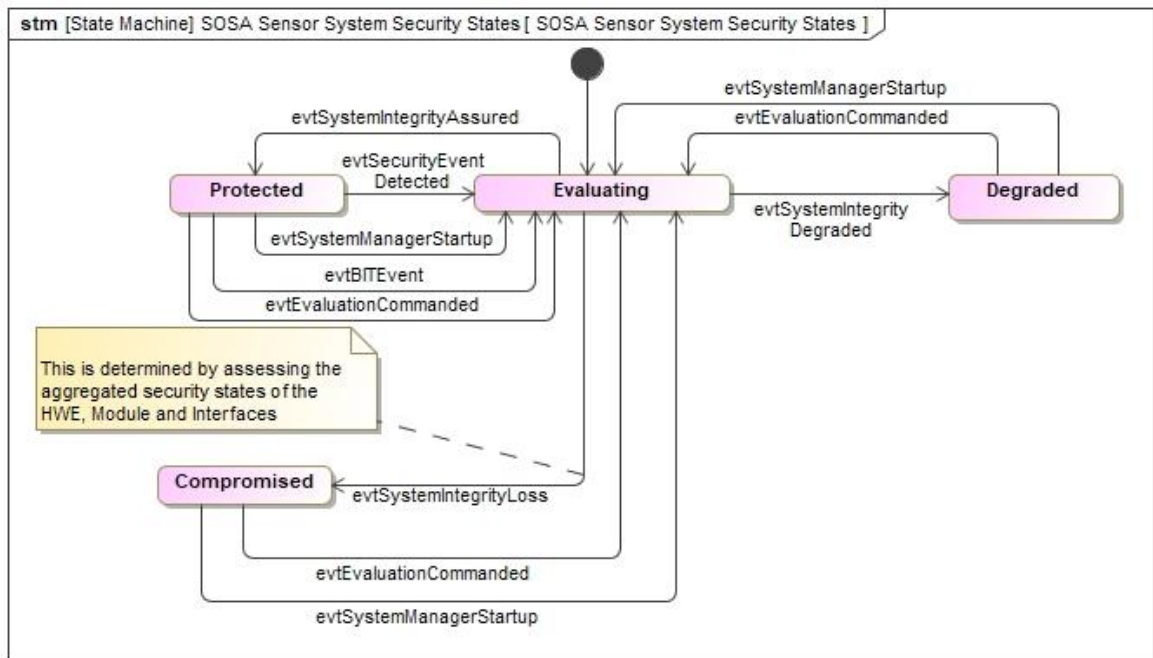 stm [State Machine] SOSA Sensor System Security States [ SOSA Sensor System Security States ]
evtSystemManagerStartup
evtEvaluationCommanded
evtSystemIntegrityAssured
evtSecurityEvent
Detected
Protected
Evaluating
Degraded
evtSystemIntegrity
Degraded
evtSystemManagerStartup
evtBITEvent
evtEvaluationCommanded
This is determined by assessing the
aggregated security states of the
HWE, Module and Interfaces
Compromised
evtSystemIntegrityLoss
evtEvaluationCommanded
evtSystemManagerStartup